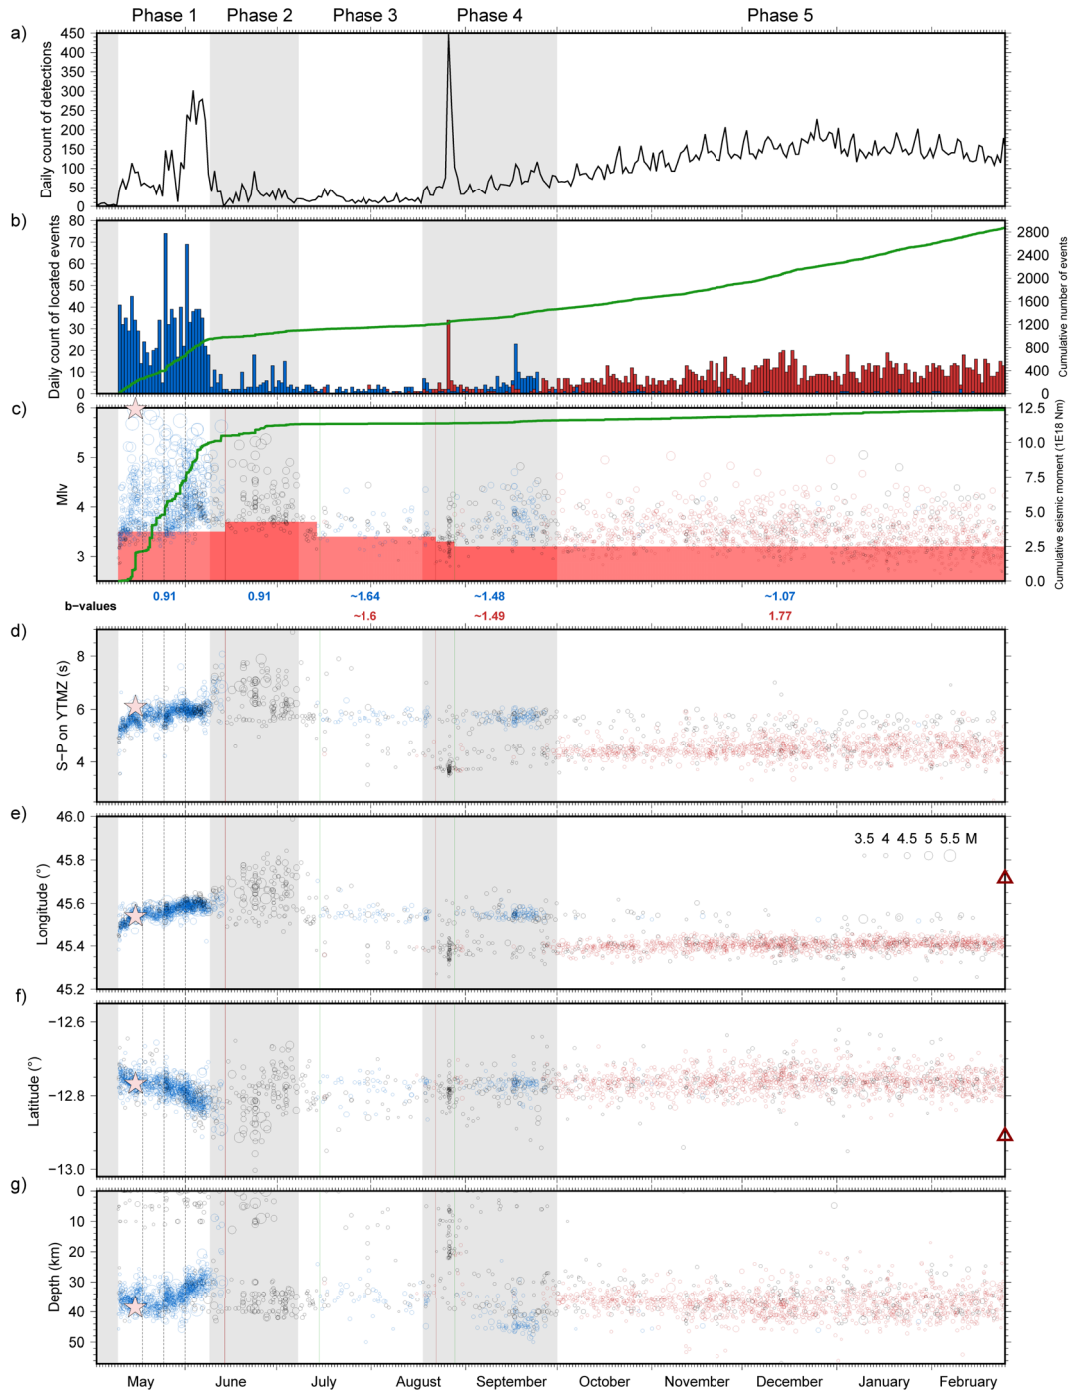 Phase 1 Phase 2 Phase 3 Phase 4 Phase 5
a)
Daily count of detections
450
400
350
300
250
200
150
100
50
0
b)
Daily count of located events
80
70
60
50
40
30
20
10
0
2800
2400
2000
1600
1200
800
400
0
Cumulative number of events
c)
Mlv
6
5
4
3
12.5
10.0
7.5
5.0
2.5
0.0
Cumulative seismic moment (1E18 Nm)
b-values
0.91 0.91 ~1.64 ~1.48 ~1.07
~1.6 ~1.49 1.77
d)
S-P on YTMZ (s)
8
6
4
e)
Longitude (°)
46.0
45.8
45.6
45.4
45.2
3.5 4 4.5 5 5.5 M
f)
Latitude (°)
−12.6
−12.8
−13.0
g)
Depth (km)
0
10
20
30
40
50
May June July August September October November December January February